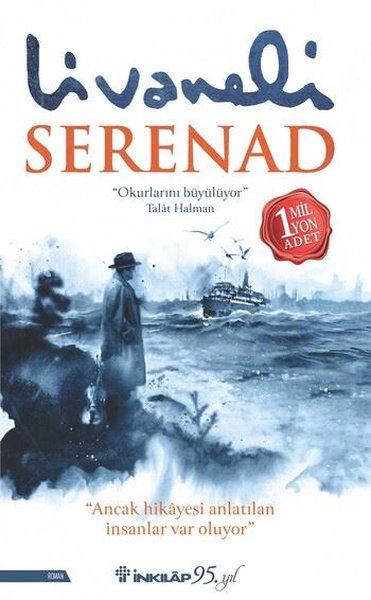 Livaneli
SERENAD
“Okurlarını büyülüyor”
Talât Halman
1 MİL
YON
ADET
“Ancak hikâyesi anlatılan
insanlar var oluyor”
ROMAN
İNKILÂP 95. yıl